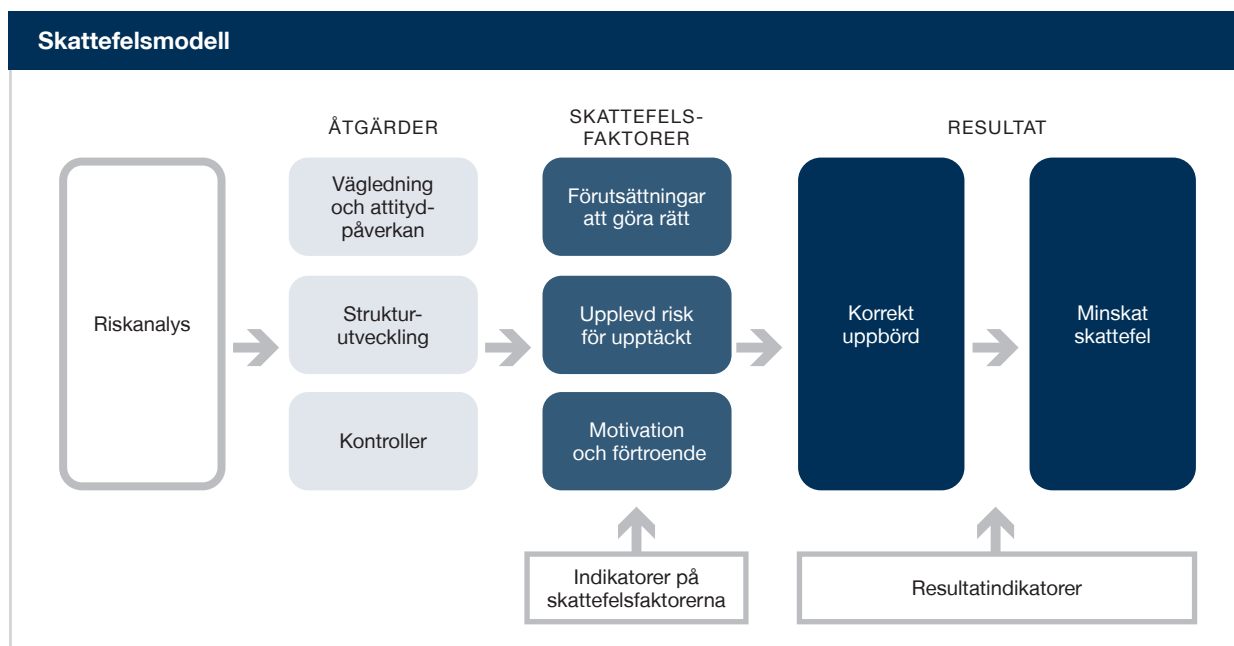 Skattefelsmodell
ÅTGÄRDER
SKATTEFELS-
FAKTORER
RESULTAT
Riskanalys
Vägledning
och attityd-
påverkan
Struktur-
utveckling
Kontroller
Förutsättningar
att göra rätt
Upplevd risk
för upptäckt
Motivation
och förtroende
Korrekt
uppbörd
Minskat
skattefel
Indikatorer på
skattefelsfaktorerna
Resultatindikatorer